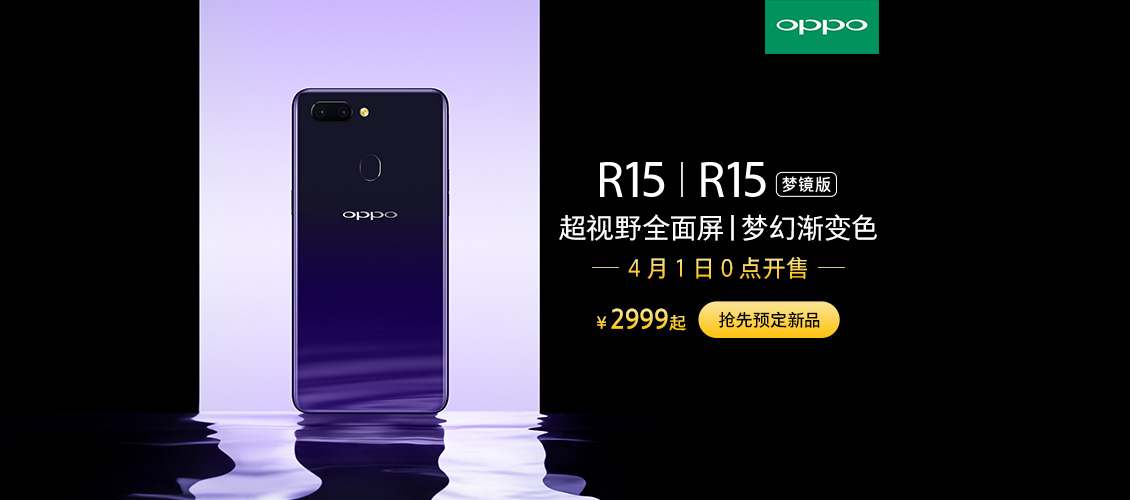 oppo
oppo
R15 | R15 梦镜版
超视野全面屏 | 梦幻渐变色
4月1日0点开售
¥2999起 抢先预定新品